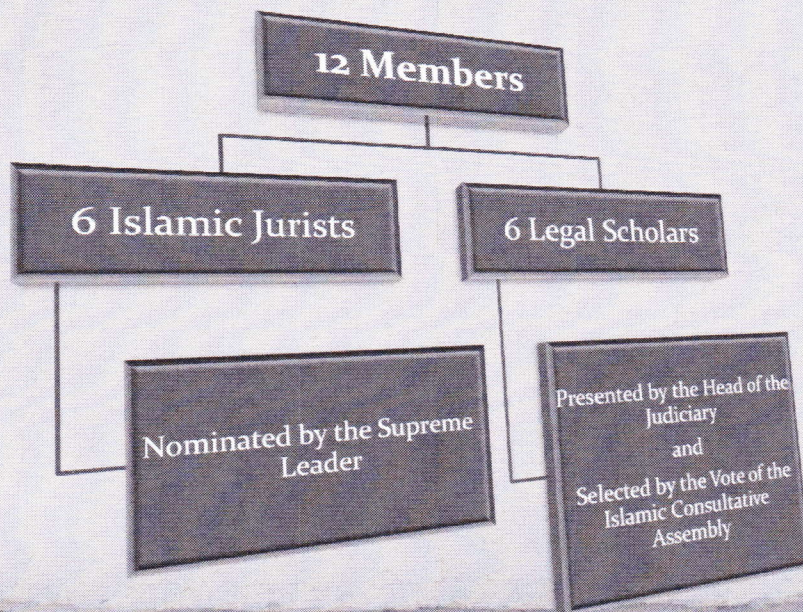 12 Members
6 Islamic Jurists
6 Legal Scholars
Nominated by the Supreme
Leader
Presented by the Head of the
Judiciary
and
Selected by the Vote of the
Islamic Consultative
Assembly